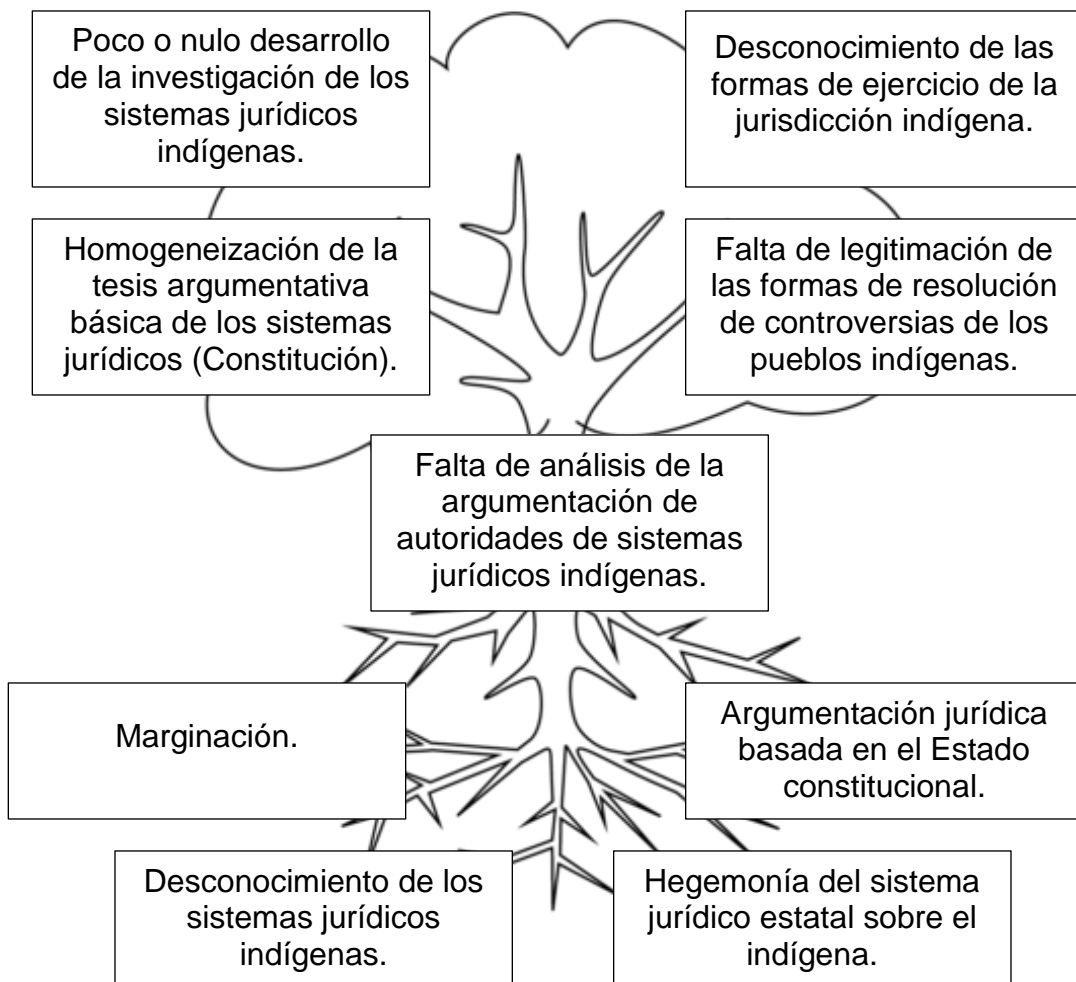 Poco o nulo desarrollo
de la investigación de los
sistemas jurídicos
indígenas.
Desconocimiento de las
formas de ejercicio de la
jurisdicción indígena.
Homogeneización de la
tesis argumentativa
básica de los sistemas
jurídicos (Constitución).
Falta de legitimación de
las formas de resolución
de controversias de los
pueblos indígenas.
Falta de análisis de la
argumentación de
autoridades de sistemas
jurídicos indígenas.
Marginación.
Argumentación jurídica
basada en el Estado
constitucional.
Desconocimiento de los
sistemas jurídicos
indígenas.
Hegemonía del sistema
jurídico estatal sobre el
indígena.